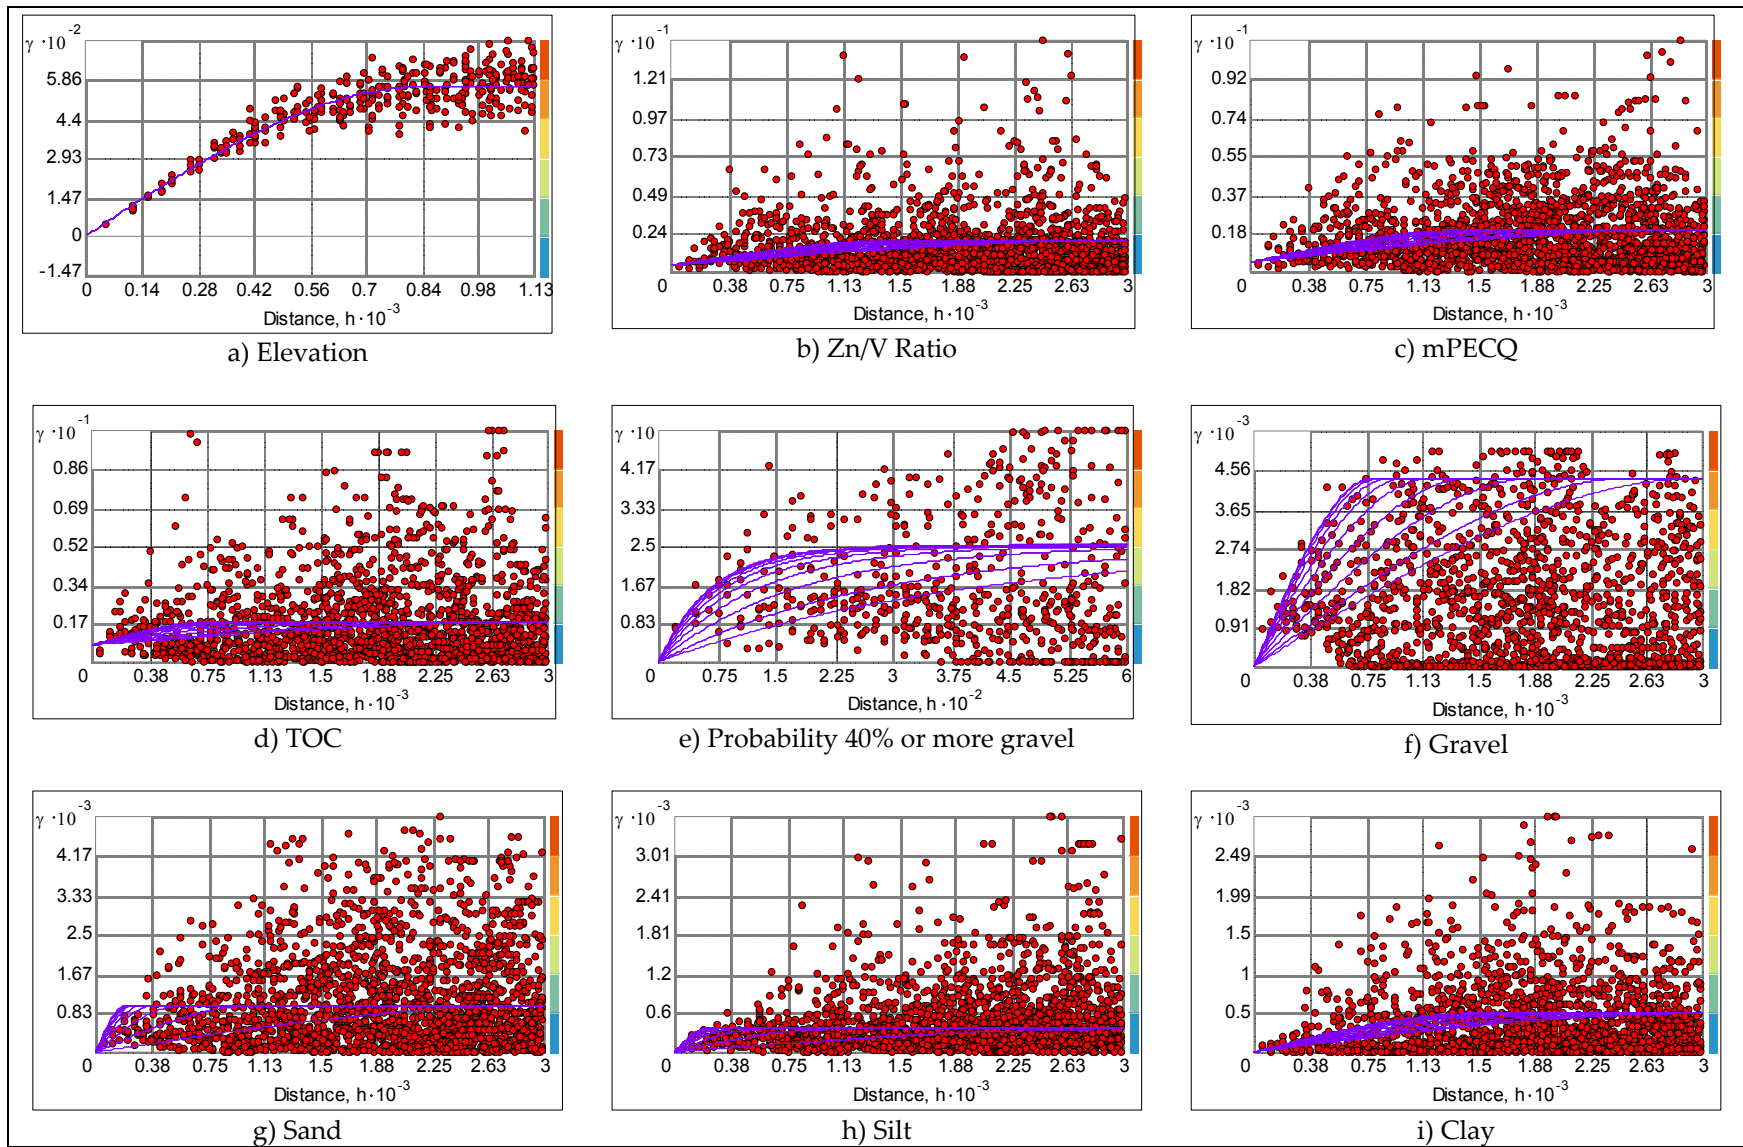 γ · 10 -2
5.86
4.4
2.93
1.47
0
-1.47
0 0.14 0.28 0.42 0.56 0.7 0.84 0.98 1.13
Distance, h · 10 -3
a) Elevation
γ · 10 -1
1.21
0.97
0.73
0.49
0.24
0 0.38 0.75 1.13 1.5 1.88 2.25 2.63 3
Distance, h · 10 -3
b) Zn/V Ratio
γ · 10 -1
0.92
0.74
0.55
0.37
0.18
0 0.38 0.75 1.13 1.5 1.88 2.25 2.63 3
Distance, h · 10 -3
c) mPECQ
γ · 10 -1
0.86
0.69
0.52
0.34
0.17
0 0.38 0.75 1.13 1.5 1.88 2.25 2.63 3
Distance, h · 10 -3
d) TOC
γ · 10
4.17
3.33
2.5
1.67
0.83
0 0.75 1.5 2.25 3 3.75 4.5 5.25 6
Distance, h · 10 -2
e) Probability 40% or more gravel
γ · 10 -3
4.56
3.65
2.74
1.82
0.91
0 0.38 0.75 1.13 1.5 1.88 2.25 2.63 3
Distance, h · 10 -3
f) Gravel
γ · 10 -3
4.17
3.33
2.5
1.67
0.83
0 0.38 0.75 1.13 1.5 1.88 2.25 2.63 3
Distance, h · 10 -3
g) Sand
γ · 10 -3
3.01
2.41
1.81
1.2
0.6
0 0.38 0.75 1.13 1.5 1.88 2.25 2.63 3
Distance, h · 10 -3
h) Silt
γ · 10 -3
2.49
1.99
1.5
1
0.5
0 0.38 0.75 1.13 1.5 1.88 2.25 2.63 3
Distance, h · 10 -3
i) Clay